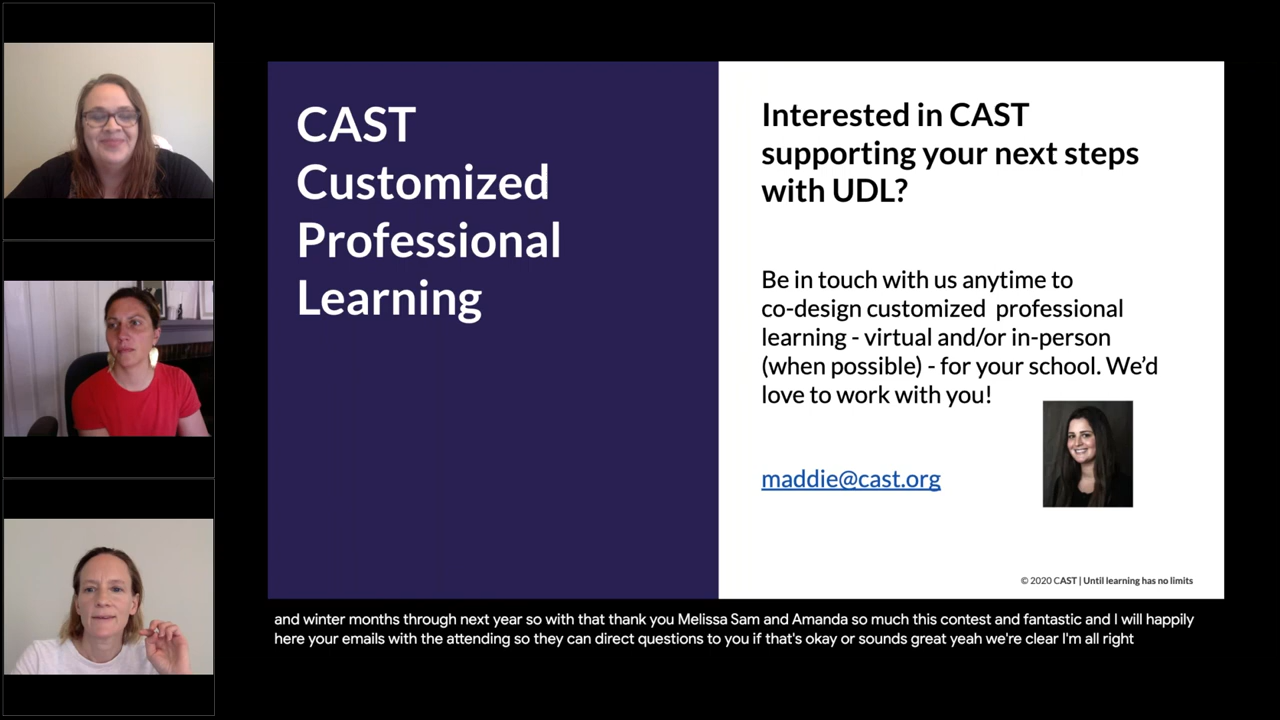 CAST
Customized
Professional
Learning
Interested in CAST
supporting your next steps
with UDL?
Be in touch with us anytime to
co-design customized  professional
learning - virtual and/or in-person
(when possible) - for your school. We’d
love to work with you!
maddie@cast.org
© 2020 CAST | Until learning has no limits
and winter months through next year so with that thank you Melissa Sam and Amanda so much this contest and fantastic and I will happily
here your emails with the attending so they can direct questions to you if that's okay or sounds great yeah we're clear I'm all right